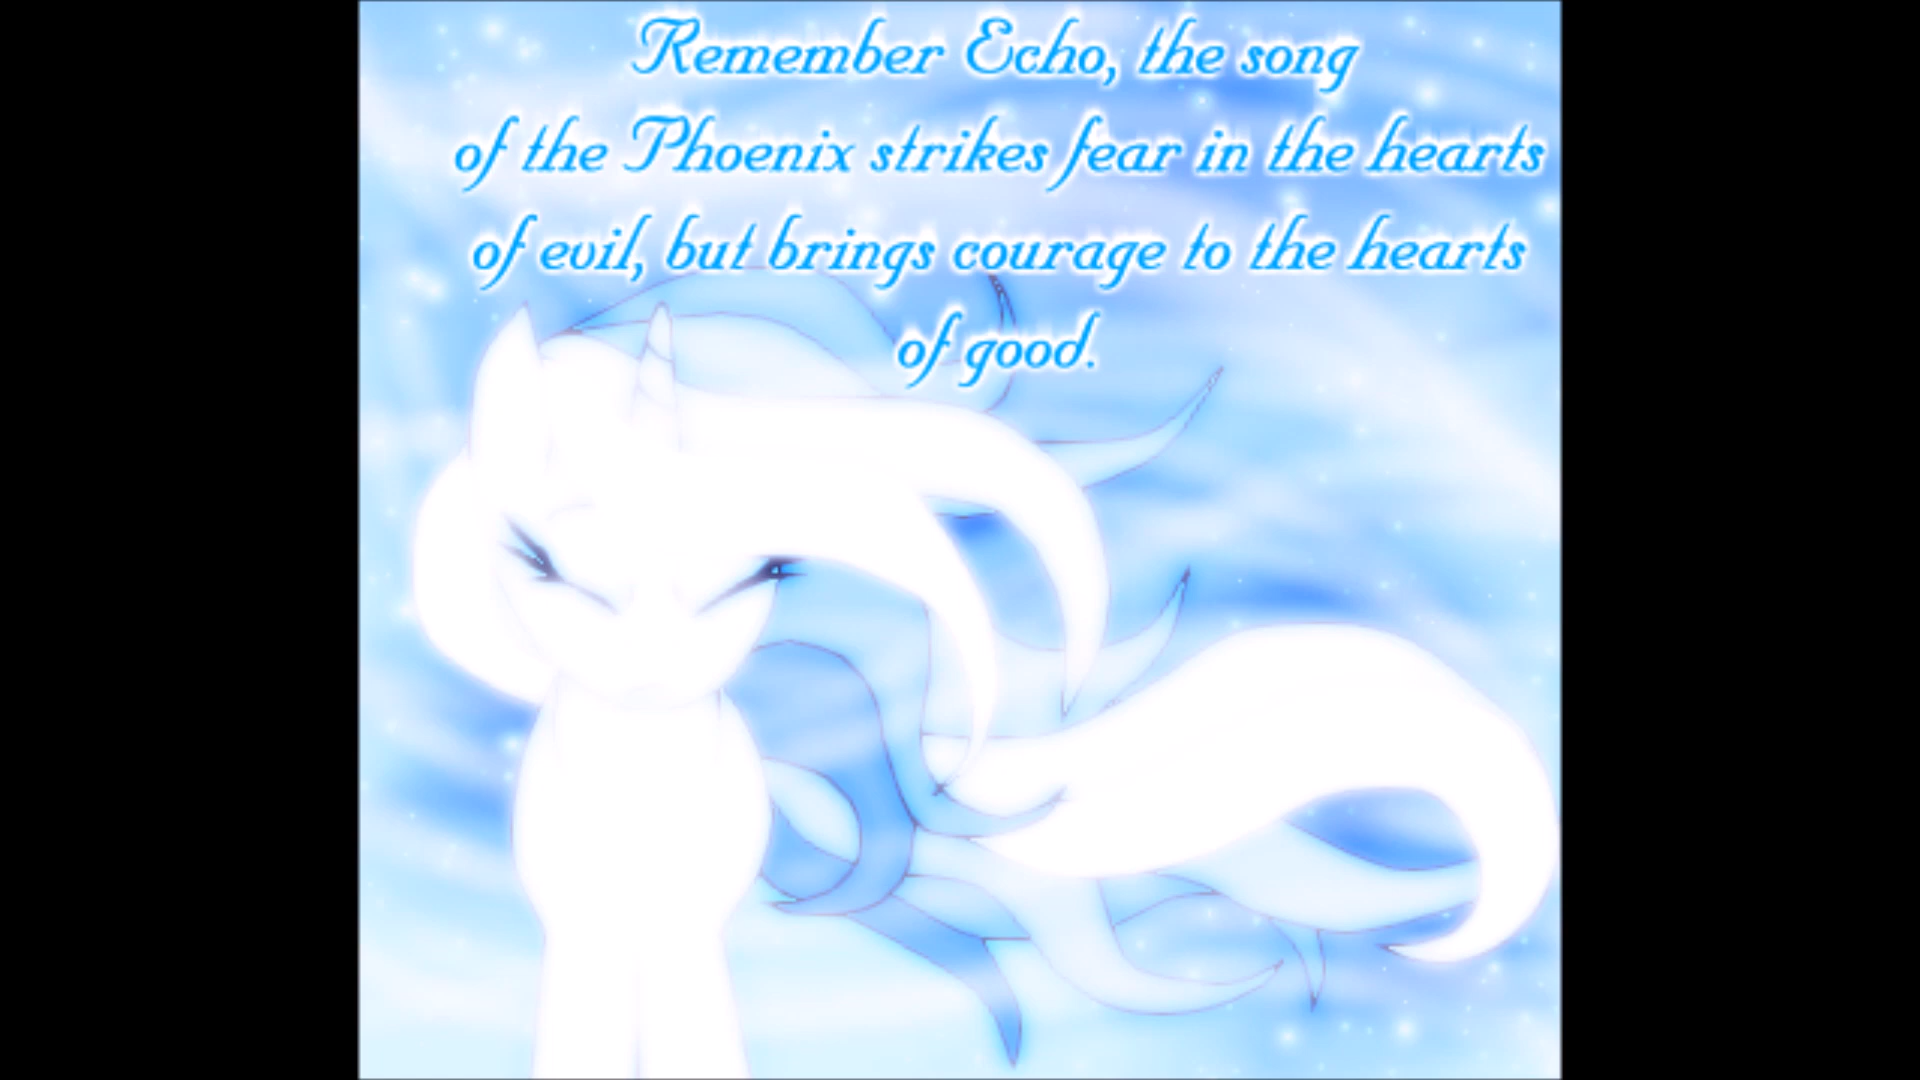 Remember Echo, the song
of the Phoenix strikes fear in the hearts
of evil, but brings courage to the hearts
of good.